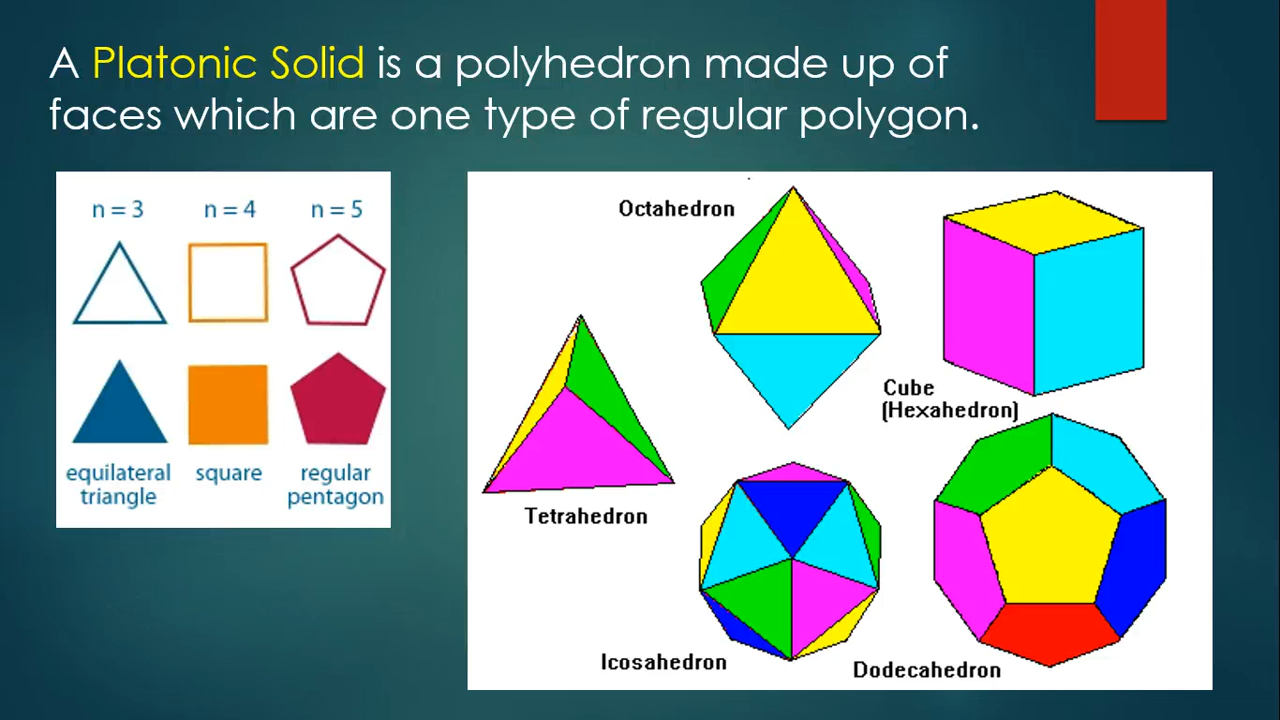 A Platonic Solid is a polyhedron made up of
faces which are one type of regular polygon.
n = 3 n = 4 n = 5
equilateral triangle
square
regular pentagon
Octahedron
Cube
(Hexahedron)
Tetrahedron
Icosahedron
Dodecahedron